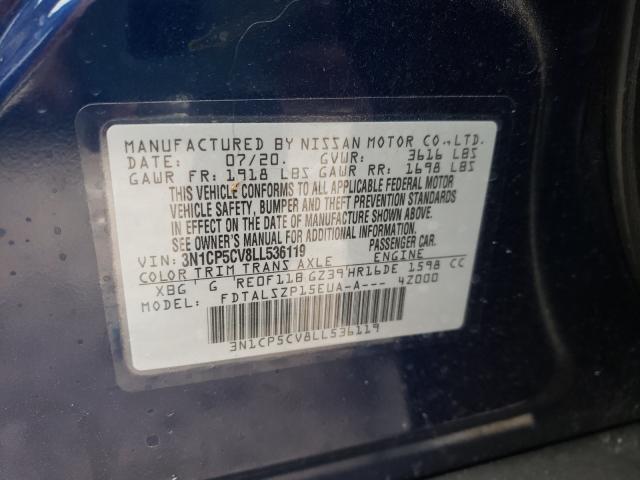 MANUFACTURED BY NISSAN MOTOR CO., LTD.
DATE: 07/20. GVWR: 3616 LBS
GAWR FR: 1918 LBS GAWR RR: 1698 LBS
THIS VEHICLE CONFORMS TO ALL APPLICABLE FEDERAL MOTOR
VEHICLE SAFETY, BUMPER AND THEFT PREVENTION STANDARDS
IN EFFECT ON THE DATE OF MANUFACTURE SHOWN ABOVE.
SEE OWNER'S MANUAL FOR ADDITIONAL INFORMATION.
VIN: 3N1CP5CV8LL536119 PASSENGER CAR.
COLOR TRIM TRANS AXLE ENGINE
XBG G RE0F11B GZ39 HR16DE 1598 CC
MODEL: FDTALSZP15EUA-A--- 4Z000
3N1CP5CV8LL536119